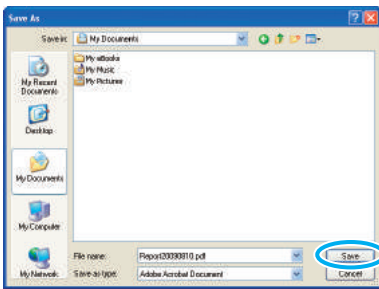 Save As
Save in:
My Documents
My eBooks
My Music
My Pictures
My Recent
Documents
Desktop
My Documents
My Computer
My Network
File name:
Report20090810.pdf
Save
Save as type:
Adobe Acrobat Document
Cancel